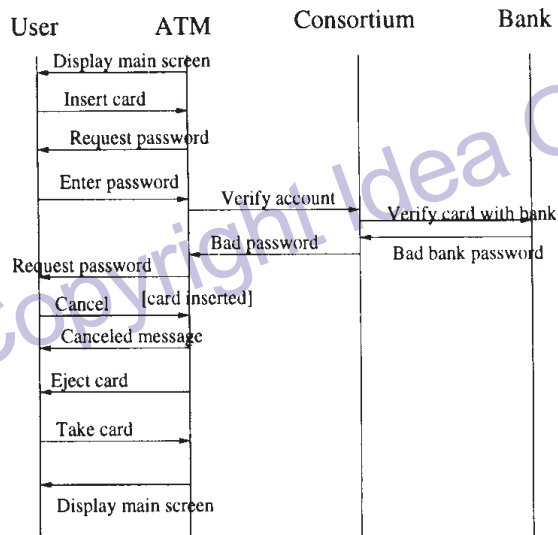 User ATM Consortium Bank
Display main screen
Insert card
Request password
Enter password
Verify account
Verify card with bank
Bad password
Bad bank password
Request password
Cancel [card inserted]
Canceled message
Eject card
Take card
Display main screen
Copyright Idea